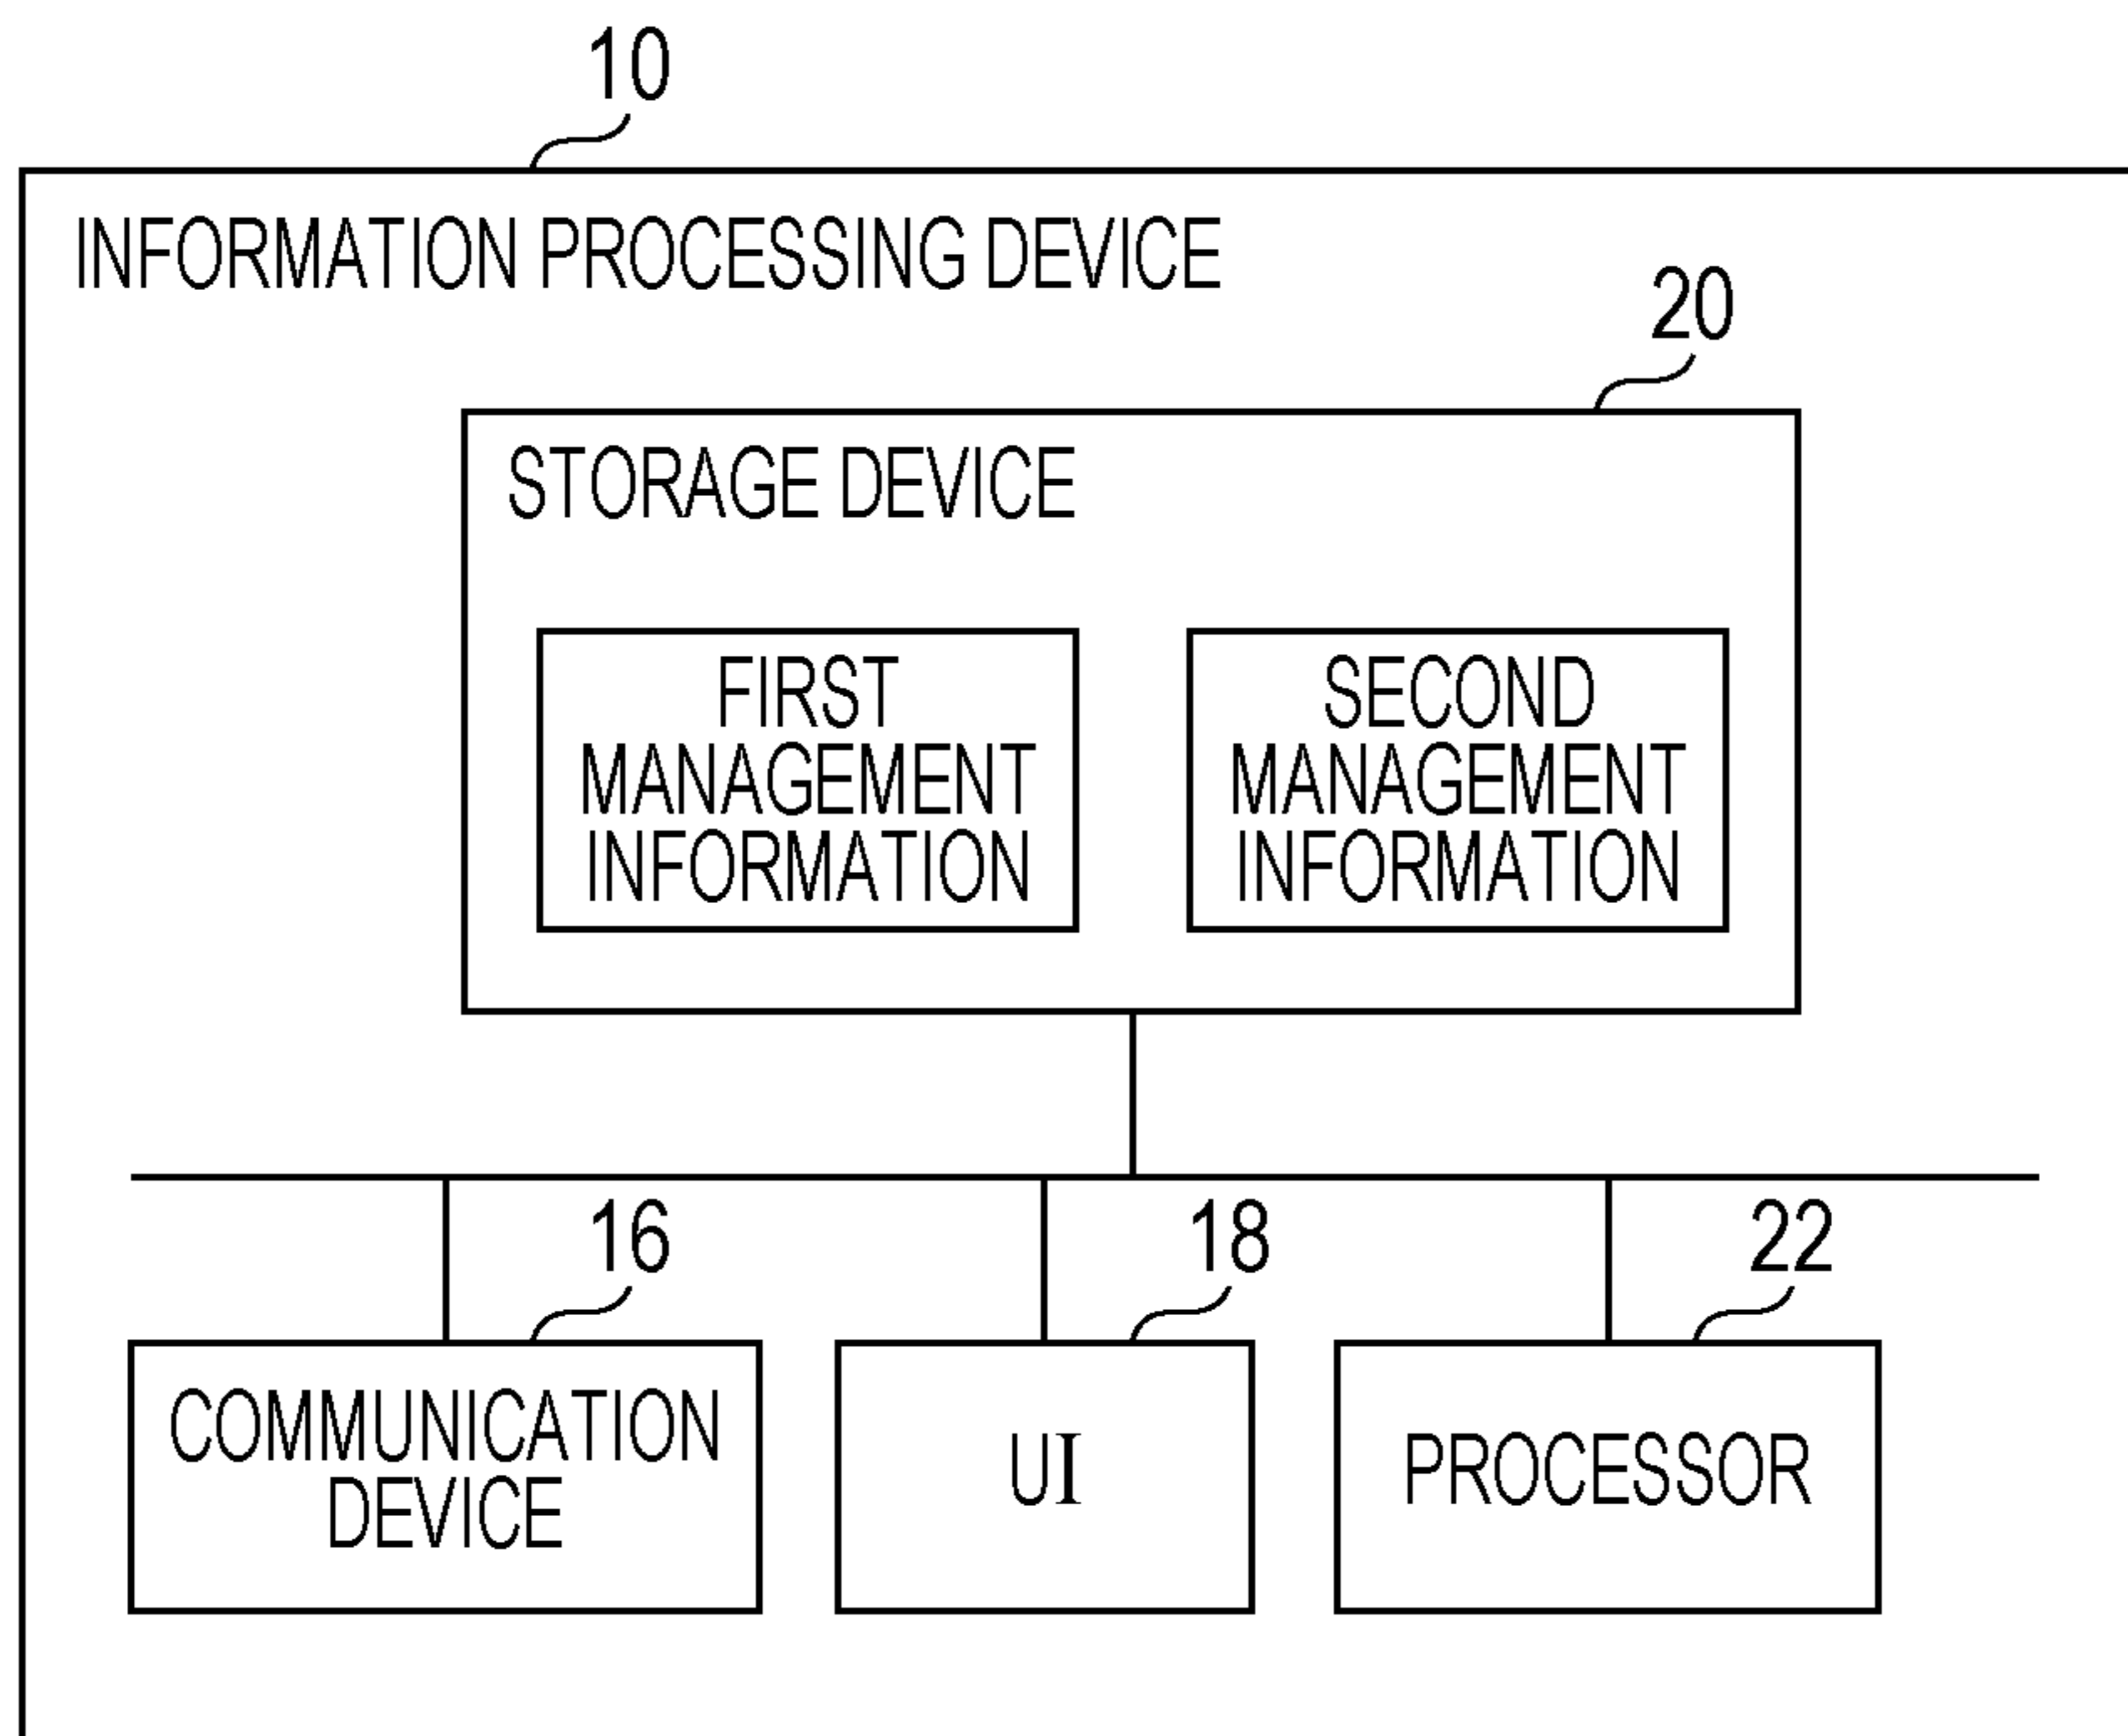 10
INFORMATION PROCESSING DEVICE
20
STORAGE DEVICE
FIRST
MANAGEMENT
INFORMATION
SECOND
MANAGEMENT
INFORMATION
16
18
22
COMMUNICATION
DEVICE
UI
PROCESSOR